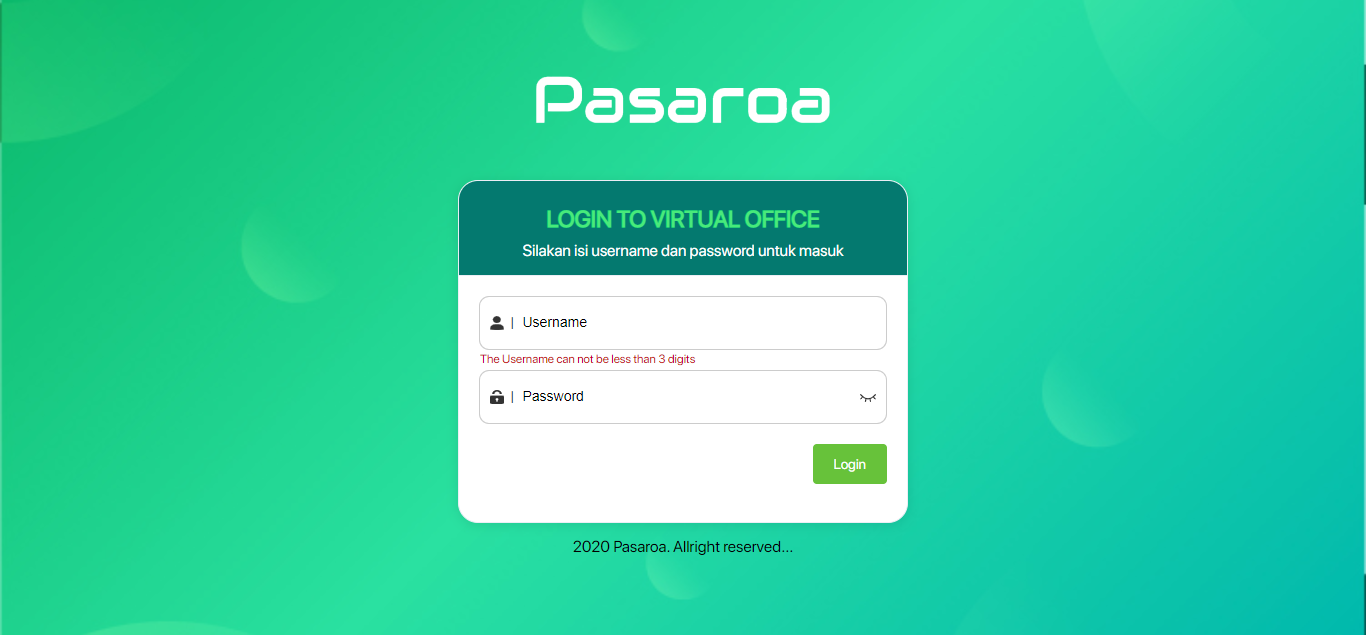 Pasaroa
LOGIN TO VIRTUAL OFFICE
Silakan isi username dan password untuk masuk
| Username
The Username can not be less than 3 digits
| Password
Login
2020 Pasaroa. Allright reserved...